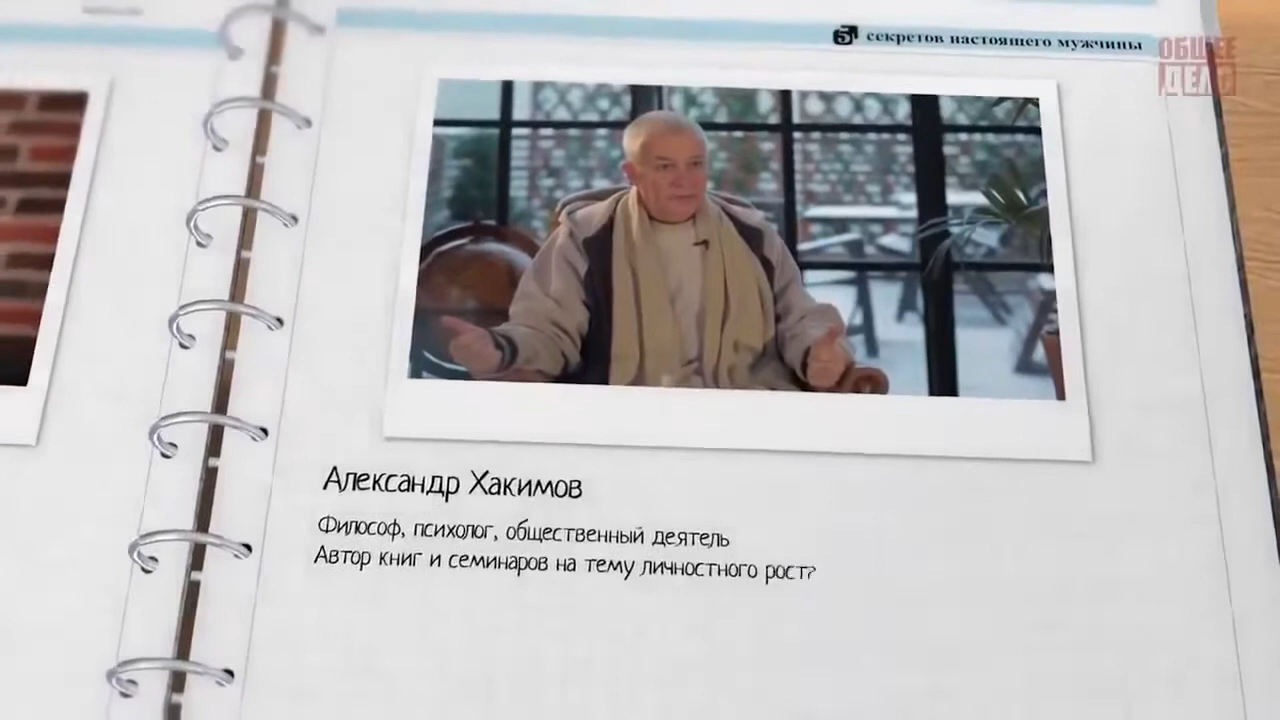 5 секретов настоящего мужчины
ОБЩЕЕ
ДЕЛО
Александр Хакимов
Философ, психолог, общественный деятель
Автор книг и семинаров на тему личностного рост?